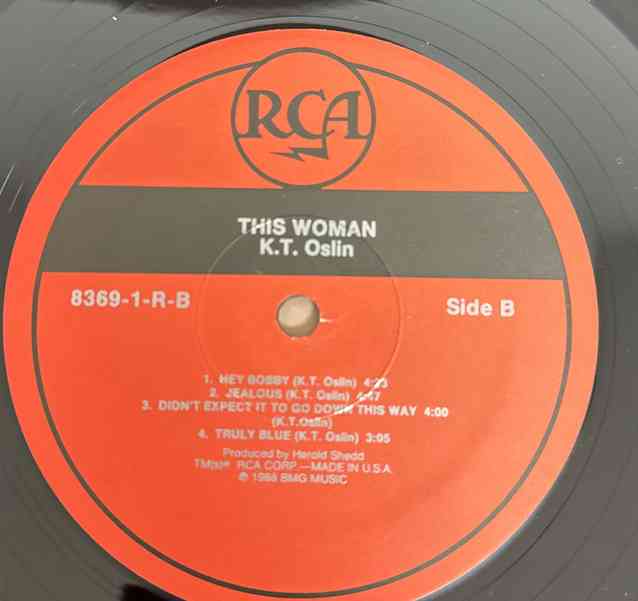 RCA
THIS WOMAN
K.T. Oslin
8369-1-R-B
Side B
1. HEY BOBBY (K.T. Oslin) 4:23
2. JEALOUS (K.T. Oslin) 4:47
3. DIDN'T EXPECT IT TO GO DOWN THIS WAY 4:00
(K.T.Oslin)
4. TRULY BLUE (K.T. Oslin) 3:05
Produced by Harold Shedd
RCA CORP.—MADE IN U.S.A.
℗ 1988 BMG MUSIC